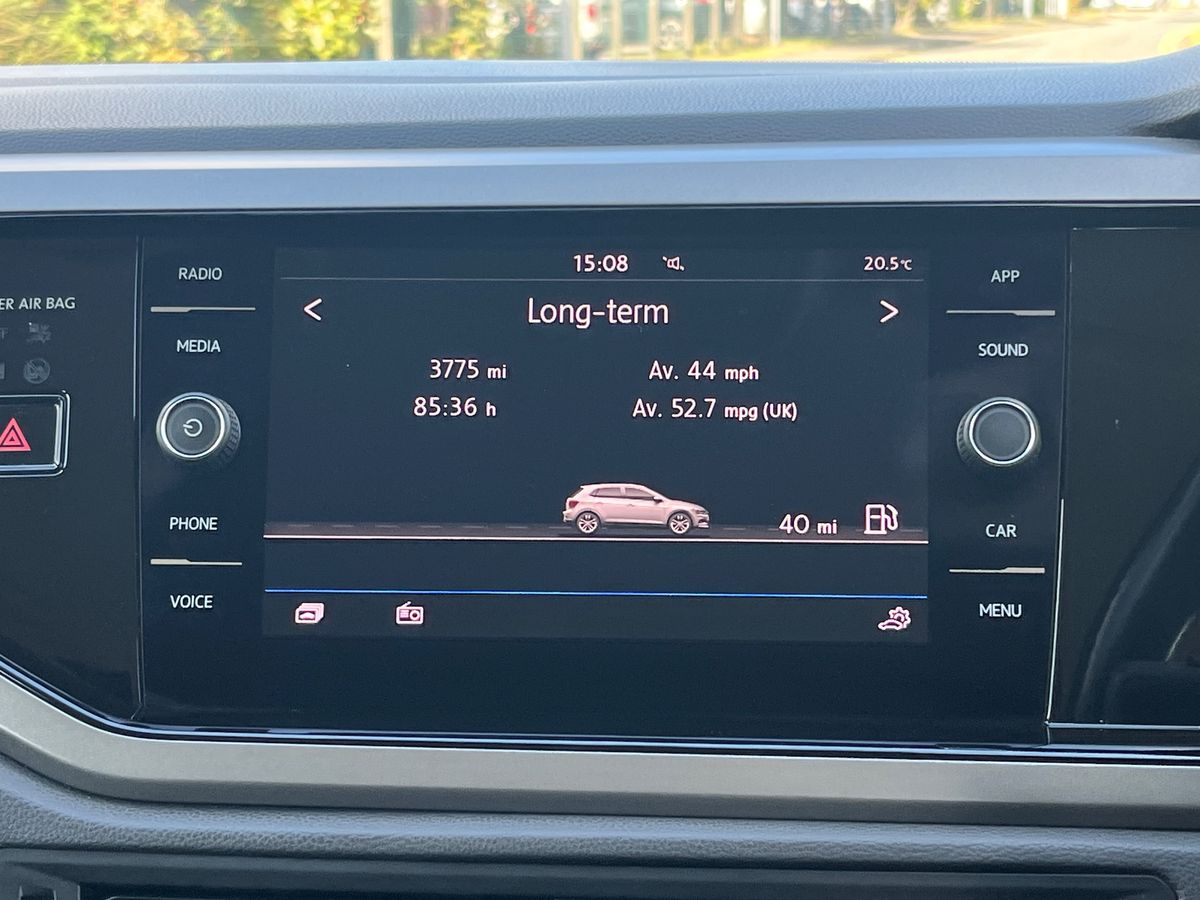 15:08
20.5°C
RADIO
APP
ER AIR BAG
< Long-term >
MEDIA
SOUND
3775 mi
Av. 44 mph
85:36 h
Av. 52.7 mpg (UK)
PHONE
40 mi
CAR
VOICE
MENU